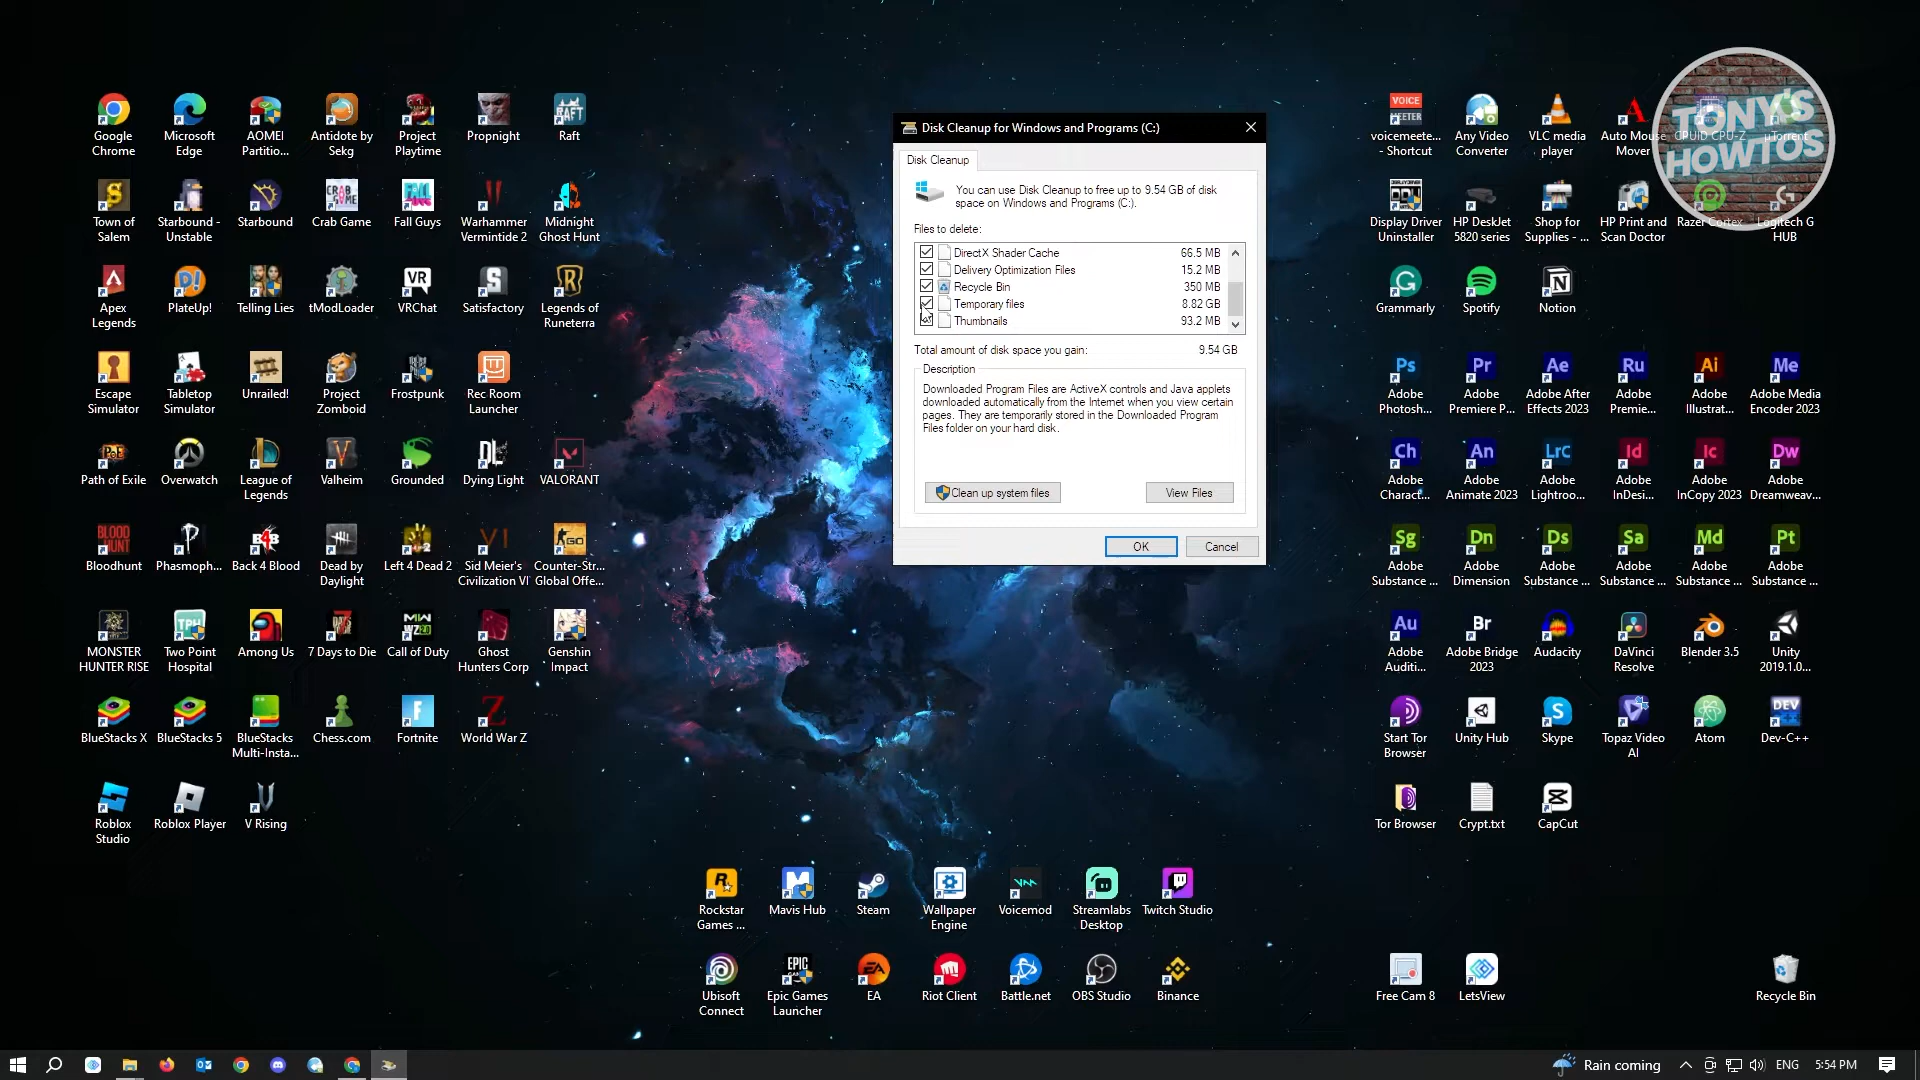 Disk Cleanup for Windows and Programs (C:)
Disk Cleanup
You can use Disk Cleanup to free up to 9.54 GB of disk
space on Windows and Programs (C:).
Files to delete:
DirectX Shader Cache 66.5 MB
Delivery Optimization Files 15.2 MB
Recycle Bin 350 MB
Temporary files 8.82 GB
Thumbnails 93.2 MB
Total amount of disk space you gain: 9.54 GB
Description
Downloaded Program Files are ActiveX controls and Java applets
downloaded automatically from the Internet when you view certain
pages. They are temporarily stored in the Downloaded Program
Files folder on your hard disk.
Clean up system files
View Files
OK
Cancel
Google
Chrome
Microsoft
Edge
AOMEI
Partitio...
Antidote by
Sekg
Project
Playtime
Propnight
Raft
Town of
Salem
Starbound -
Unstable
Starbound
Crab Game
Fall Guys
Warhammer
Vermintide 2
Midnight
Ghost Hunt
Apex
Legends
PlateUp!
Telling Lies
tModLoader
VRChat
Satisfactory
Legends of
Runeterra
Escape
Simulator
Tabletop
Simulator
Unrailed!
Project
Zomboid
Frostpunk
Rec Room
Launcher
Path of Exile
Overwatch
League of
Legends
Valheim
Grounded
Dying Light
VALORANT
Bloodhunt
Phasmoph...
Back 4 Blood
Dead by
Daylight
Left 4 Dead 2
Sid Meier's
Civilization VI
Counter-Str...
Global Offe...
MONSTER
HUNTER RISE
Two Point
Hospital
Among Us
7 Days to Die
Call of Duty
Ghost
Hunters Corp
Genshin
Impact
BlueStacks X
BlueStacks 5
BlueStacks
Multi-Insta...
Chess.com
Fortnite
World War Z
Roblox
Studio
Roblox Player
V Rising
voicemeete...
- Shortcut
Any Video
Converter
VLC media
player
Auto Mouse
Mover
CPUID CPU-Z
µTorrent
TONY'S
HOWTOS
Display Driver
Uninstaller
HP DeskJet
5820 series
Shop for
Supplies - ...
HP Print and
Scan Doctor
Razer Cortex
Logitech G
HUB
Grammarly
Spotify
Notion
Adobe
Photosh...
Adobe
Premiere P...
Adobe After
Effects 2023
Adobe
Premie...
Adobe
Illustrat...
Adobe Media
Encoder 2023
Adobe
Charact...
Adobe
Animate 2023
Adobe
Lightroo...
Adobe
InDesi...
Adobe
InCopy 2023
Adobe
Dreamweav...
Adobe
Substance ...
Adobe
Dimension
Adobe
Substance ...
Adobe
Substance ...
Adobe
Substance ...
Adobe
Substance ...
Adobe
Auditi...
Adobe Bridge
2023
Audacity
DaVinci
Resolve
Blender 3.5
Unity
2019.1.0...
Start Tor
Browser
Unity Hub
Skype
Topaz Video
AI
Atom
Dev-C++
Tor Browser
Crypt.txt
CapCut
Rockstar
Games ...
Mavis Hub
Steam
Wallpaper
Engine
Voicemod
Streamlabs
Desktop
Twitch Studio
Ubisoft
Connect
Epic Games
Launcher
EA
Riot Client
Battle.net
OBS Studio
Binance
Free Cam 8
LetsView
Recycle Bin
Rain coming
ENG
5:54 PM